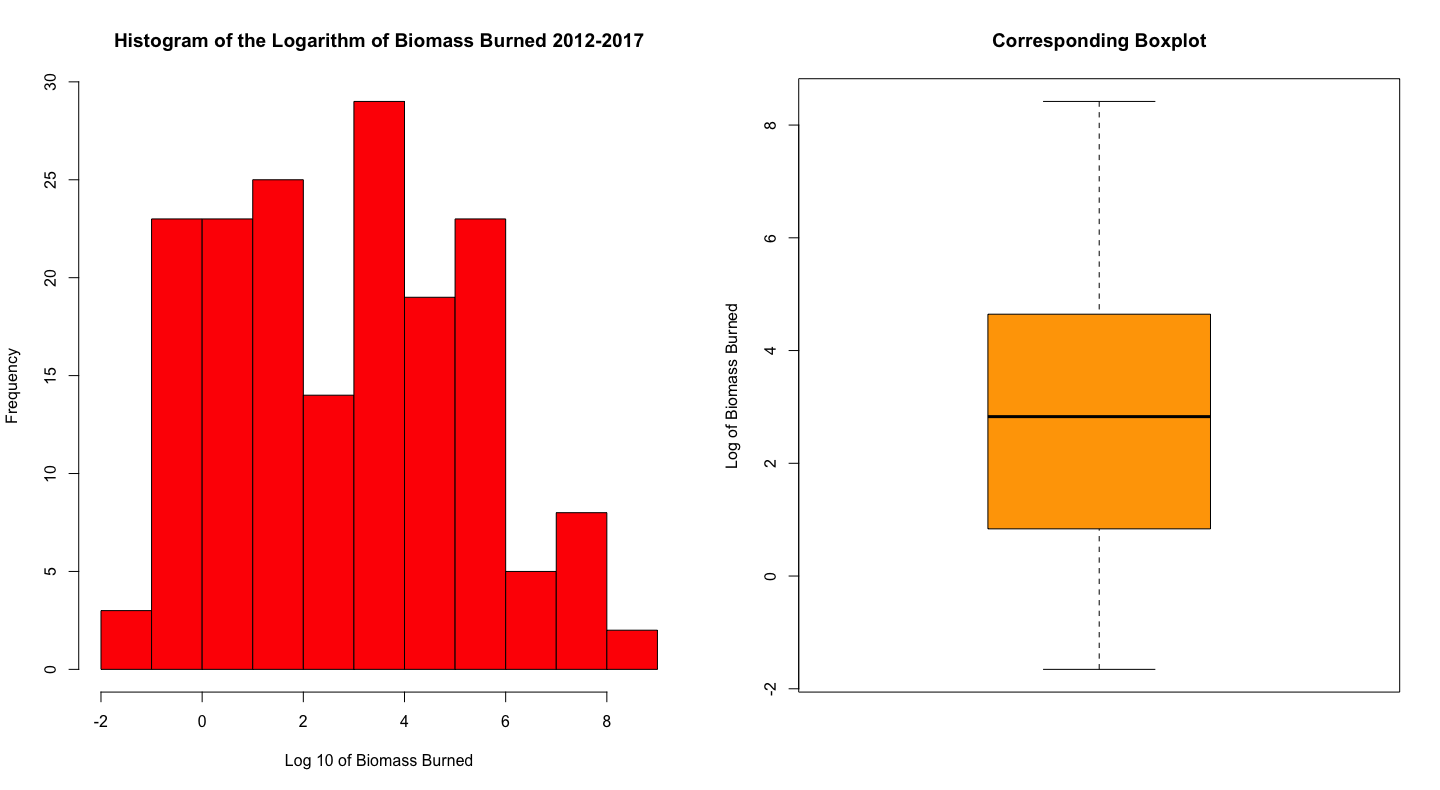 Histogram of the Logarithm of Biomass Burned 2012-2017
Frequency
30
25
20
15
10
5
0
-2 0 2 4 6 8
Log 10 of Biomass Burned
Corresponding Boxplot
Log of Biomass Burned
8
6
4
2
0
-2